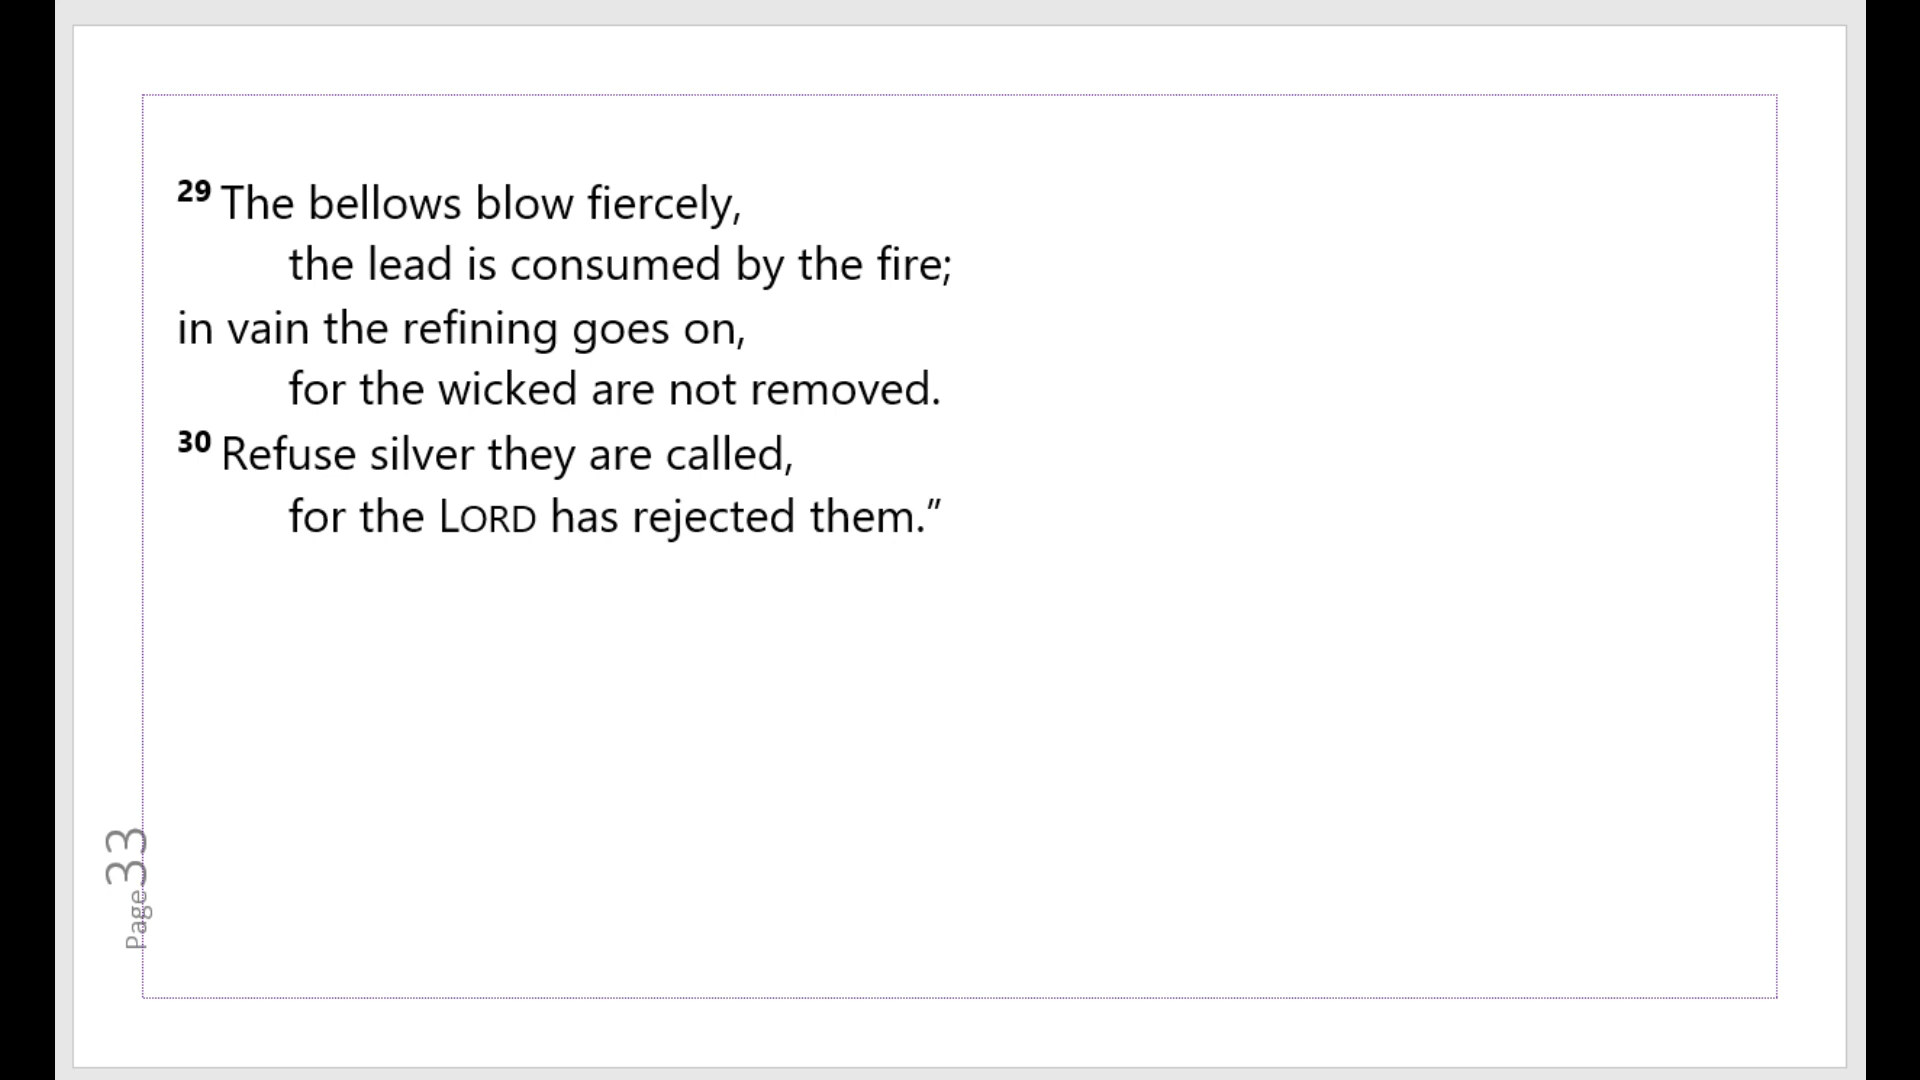 29 The bellows blow fiercely,
the lead is consumed by the fire;
in vain the refining goes on,
for the wicked are not removed.
30 Refuse silver they are called,
for the LORD has rejected them.”
Page 33